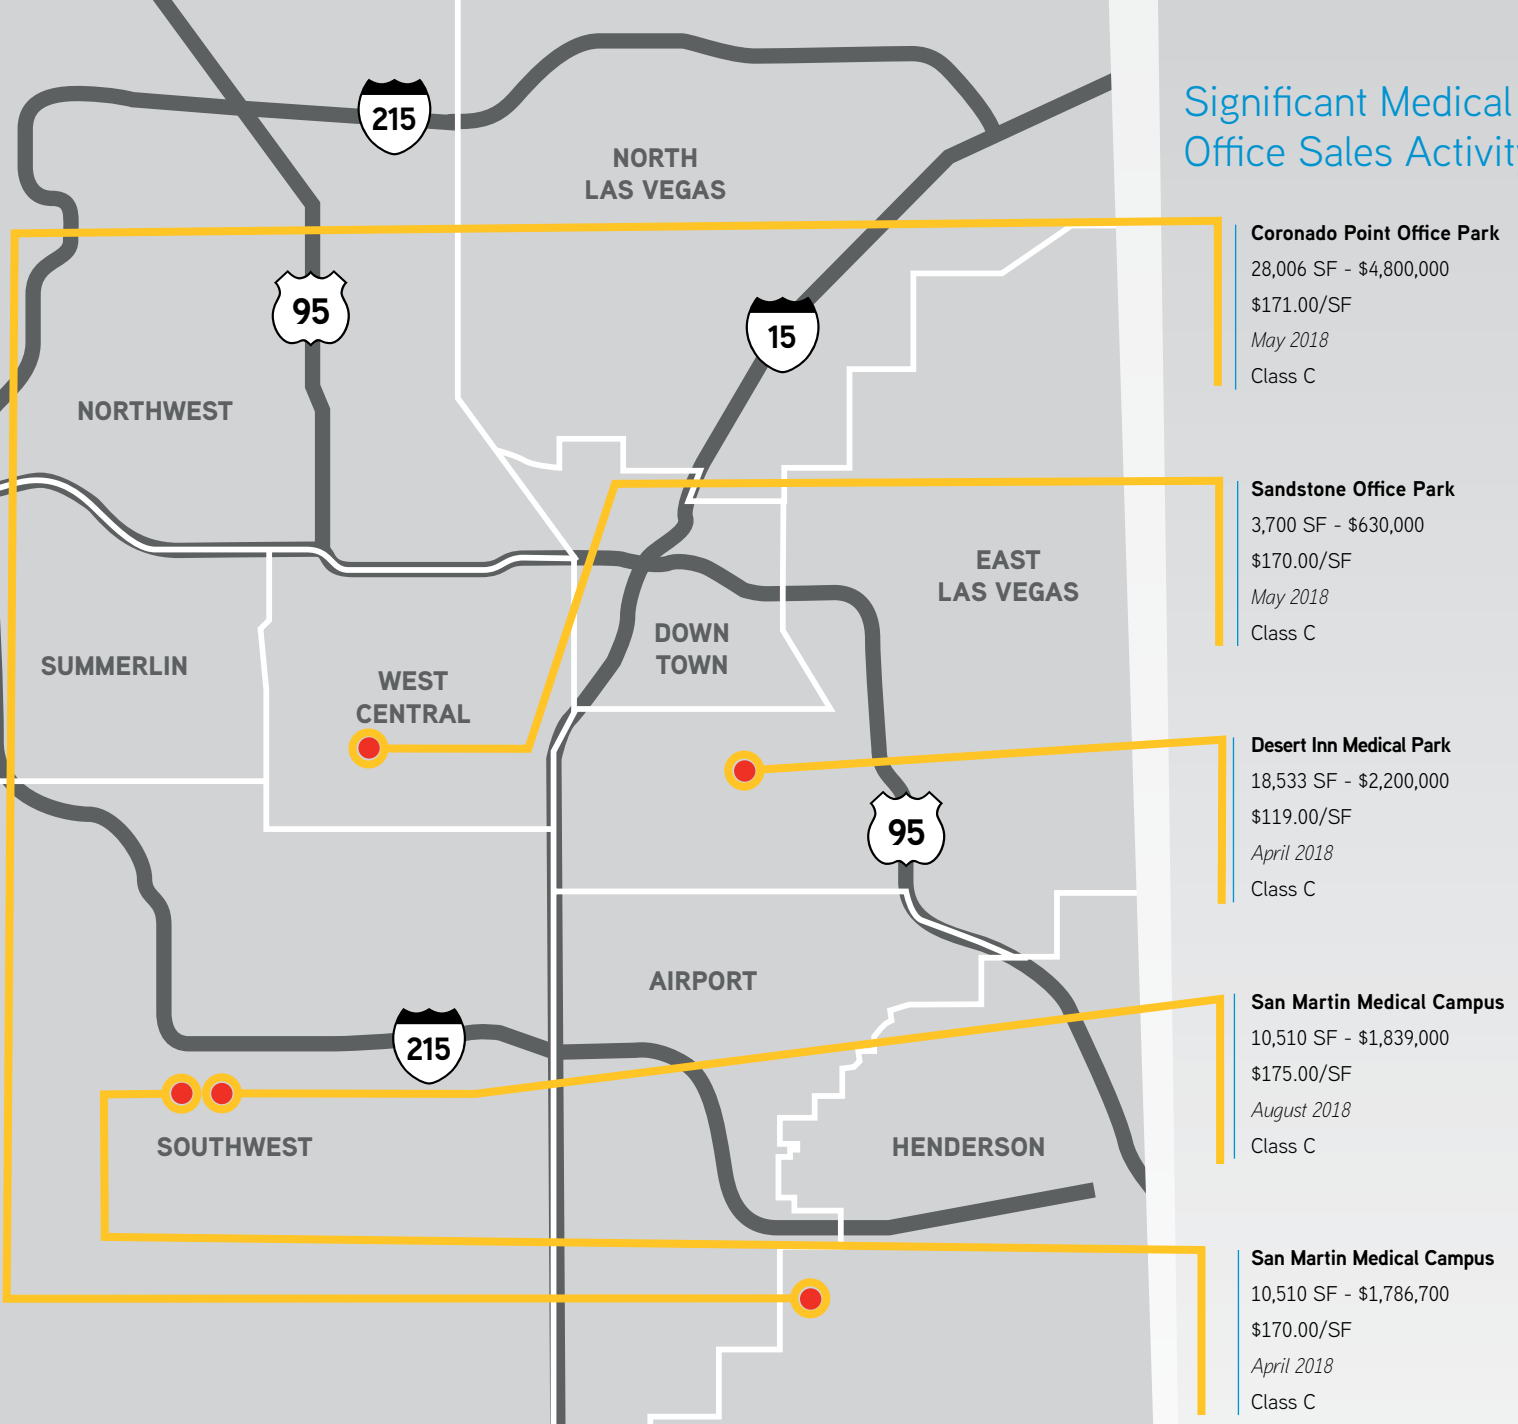 Significant Medical
Office Sales Activit
215
NORTH
LAS VEGAS
Coronado Point Office Park
28,006 SF - $4,800,000
$171.00/SF
May 2018
Class C
95
15
NORTHWEST
Sandstone Office Park
3,700 SF - $630,000
$170.00/SF
May 2018
Class C
EAST
LAS VEGAS
DOWN
TOWN
SUMMERLIN
WEST
CENTRAL
Desert Inn Medical Park
18,533 SF - $2,200,000
$119.00/SF
April 2018
Class C
95
AIRPORT
San Martin Medical Campus
10,510 SF - $1,839,000
$175.00/SF
August 2018
Class C
215
SOUTHWEST
HENDERSON
San Martin Medical Campus
10,510 SF - $1,786,700
$170.00/SF
April 2018
Class C